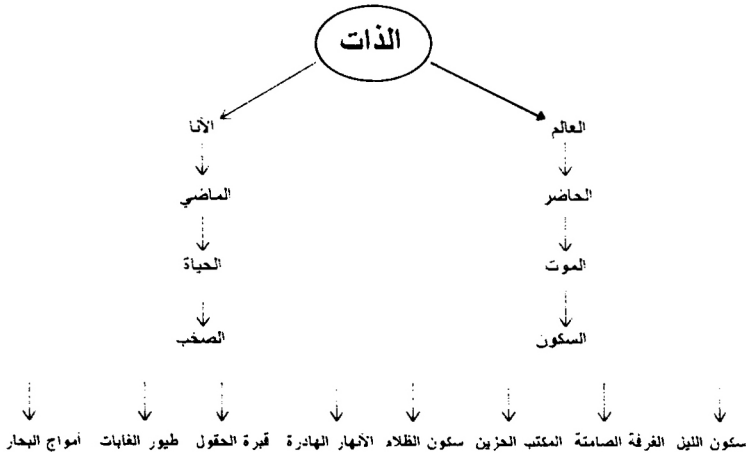 الذات
العالم الأنا
الحاضر الماضي
الموت الحياة
السكون الصخب
سكون الليل الغرفة الصامتة المكتب الحزين سكون الظلام الأنهار الهادرة قبرة الحقول طيور الغابات أمواج البحار